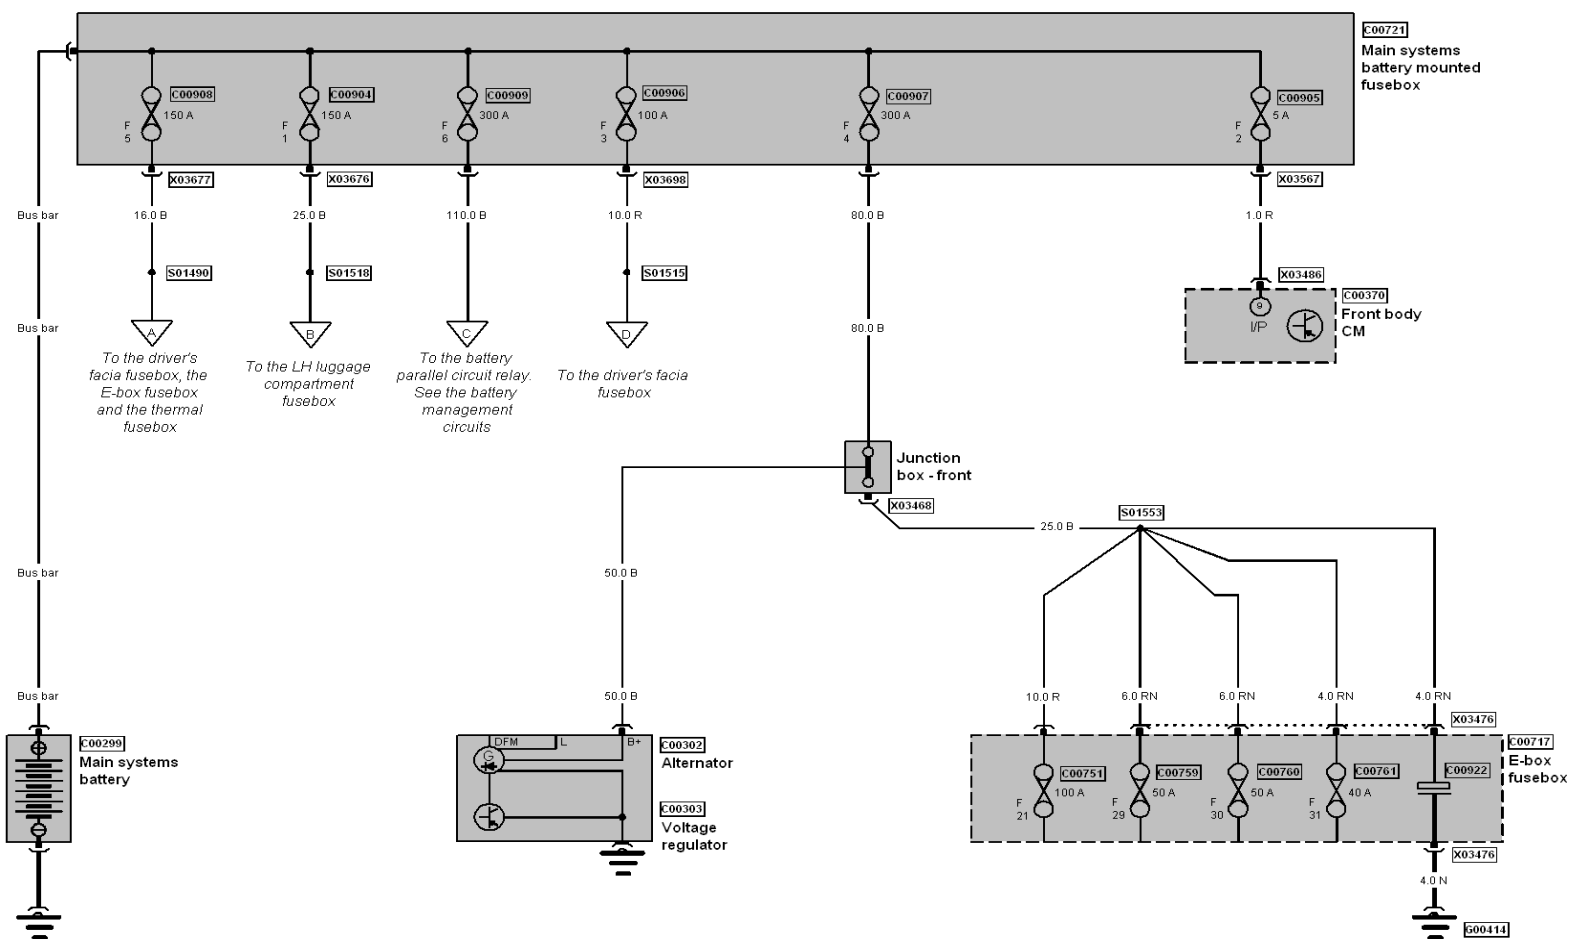 C00721
Main systems
battery mounted
fusebox
C00908
150 A
F
5
C00904
150 A
F
1
C00909
300 A
F
6
C00906
100 A
F
3
C00907
300 A
F
4
C00905
5 A
F
2
X03677
X03676
X03698
X03567
Bus bar
16.0 B
25.0 B
110.0 B
10.0 R
80.0 B
1.0 R
S01490
S01518
S01515
X03486
C00370
Front body
CM
9
I/P
Bus bar
A
B
C
D
80.0 B
To the driver's
facia fusebox, the
E-box fusebox
and the thermal
fusebox
To the LH luggage
compartment
fusebox
To the battery
parallel circuit relay.
See the battery
management
circuits
To the driver's facia
fusebox
Junction
box - front
X03468
25.0 B
S01553
Bus bar
50.0 B
Bus bar
50.0 B
10.0 R
6.0 RN
6.0 RN
4.0 RN
4.0 RN
X03476
C00299
Main systems
battery
DFM
L
B+
G
C00302
Alternator
C00303
Voltage
regulator
C00717
E-box
fusebox
C00751
100 A
F
21
C00759
50 A
F
29
C00760
50 A
F
30
C00761
40 A
F
31
C00922
X03476
4.0 N
G00414